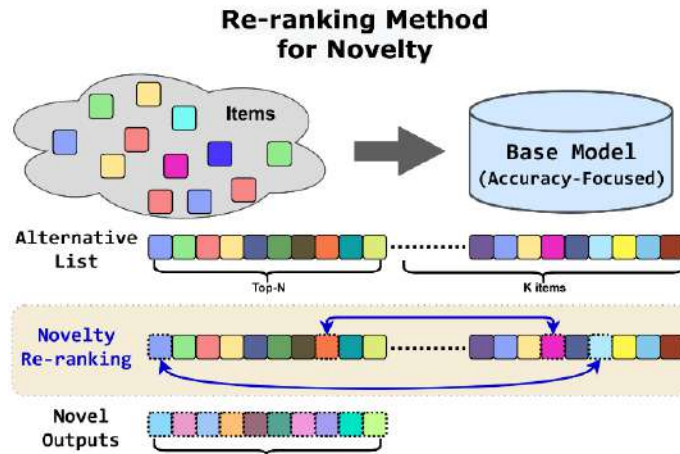 Re-ranking Method
for Novelty
Items
Base Model
(Accuracy-Focused)
Alternative
List
Top-N
K items
Novelty
Re-ranking
Novel
Outputs